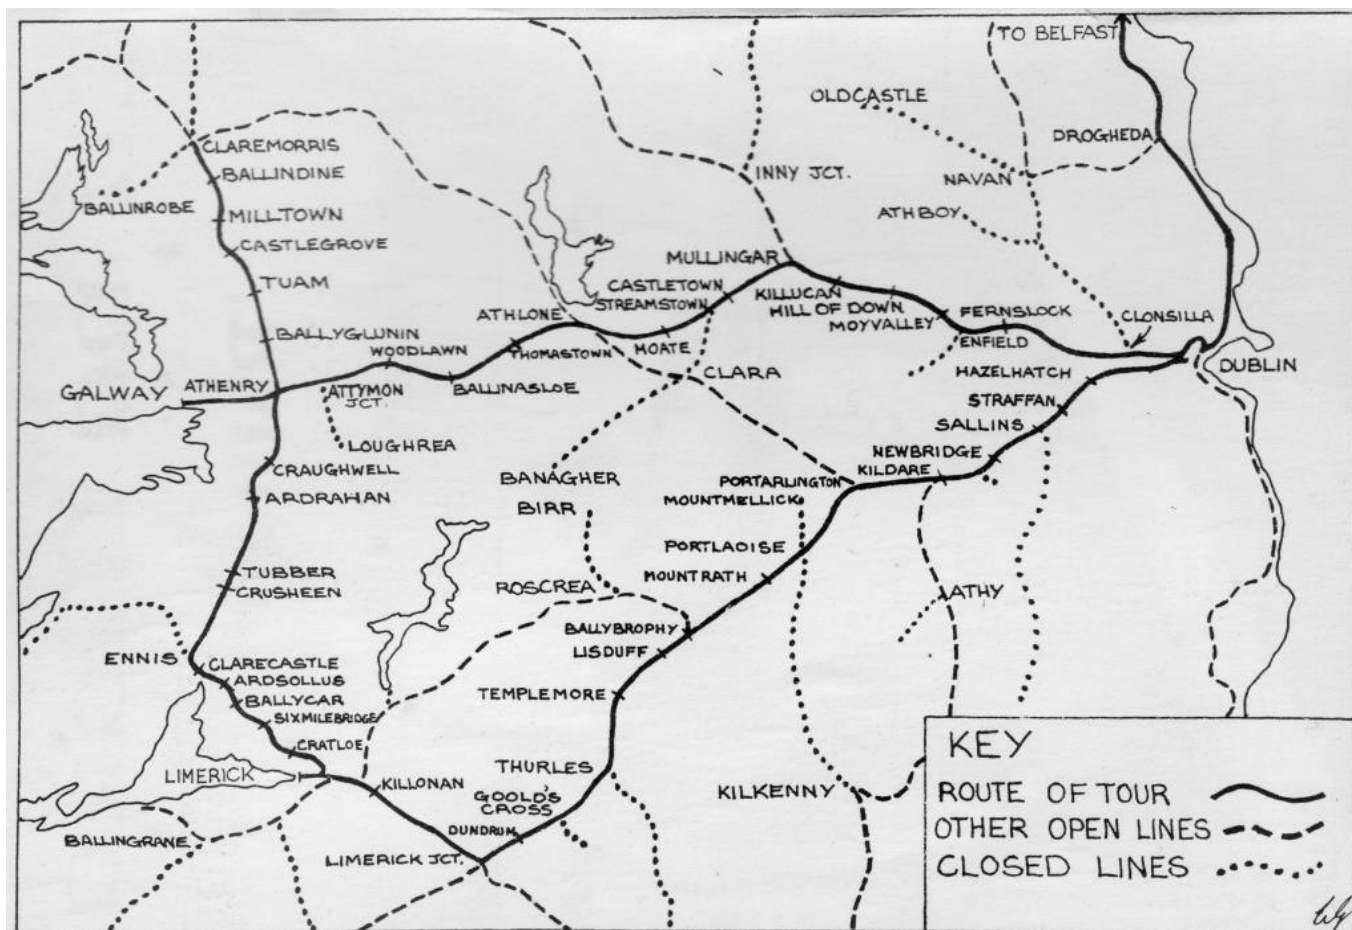 TO BELFAST
OLDCASTLE
DROGHEDA
CLAREMORRIS
INNY JCT.
BALLINDINE
NAVAN
BALLINROBE
MILLTOWN
ATHBOY
CASTLEGROVE
MULLINGAR
TUAM
CASTLETOWN
KILLUCAN
STREAMSTOWN
HILL OF DOWN
FERNSLOCK
CLONSILLA
ATHLONE
MOYVALLEY
BALLYGLUNIN
ENFIELD
WOODLAWN
THOMASTOWN
MOATE
DUBLIN
CLARA
HAZELHATCH
GALWAY
ATHENRY
ATTYMON
JCT.
BALLINASLOE
STRAFFAN
SALLINS
LOUGHREA
NEWBRIDGE
CRAUGHWELL
KILDARE
BANAGHER
PORTARLINGTON
ARDRAHAN
MOUNTMELLICK
BIRR
PORTLAOISE
TUBBER
MOUNTRATH
CRUSHEEN
ROSCREA
ATHY
BALLYBROPHY
LISDUFF
ENNIS
CLARECASTLE
ARDSOLLUS
TEMPLEMORE
BALLYCAR
SIXMILEBRIDGE
CRATLOE
THURLES
LIMERICK
KILLONAN
KILKENNY
GOOLD'S
CROSS
DUNDRUM
BALLINGRANE
LIMERICK JCT.
KEY
ROUTE OF TOUR
OTHER OPEN LINES
CLOSED LINES